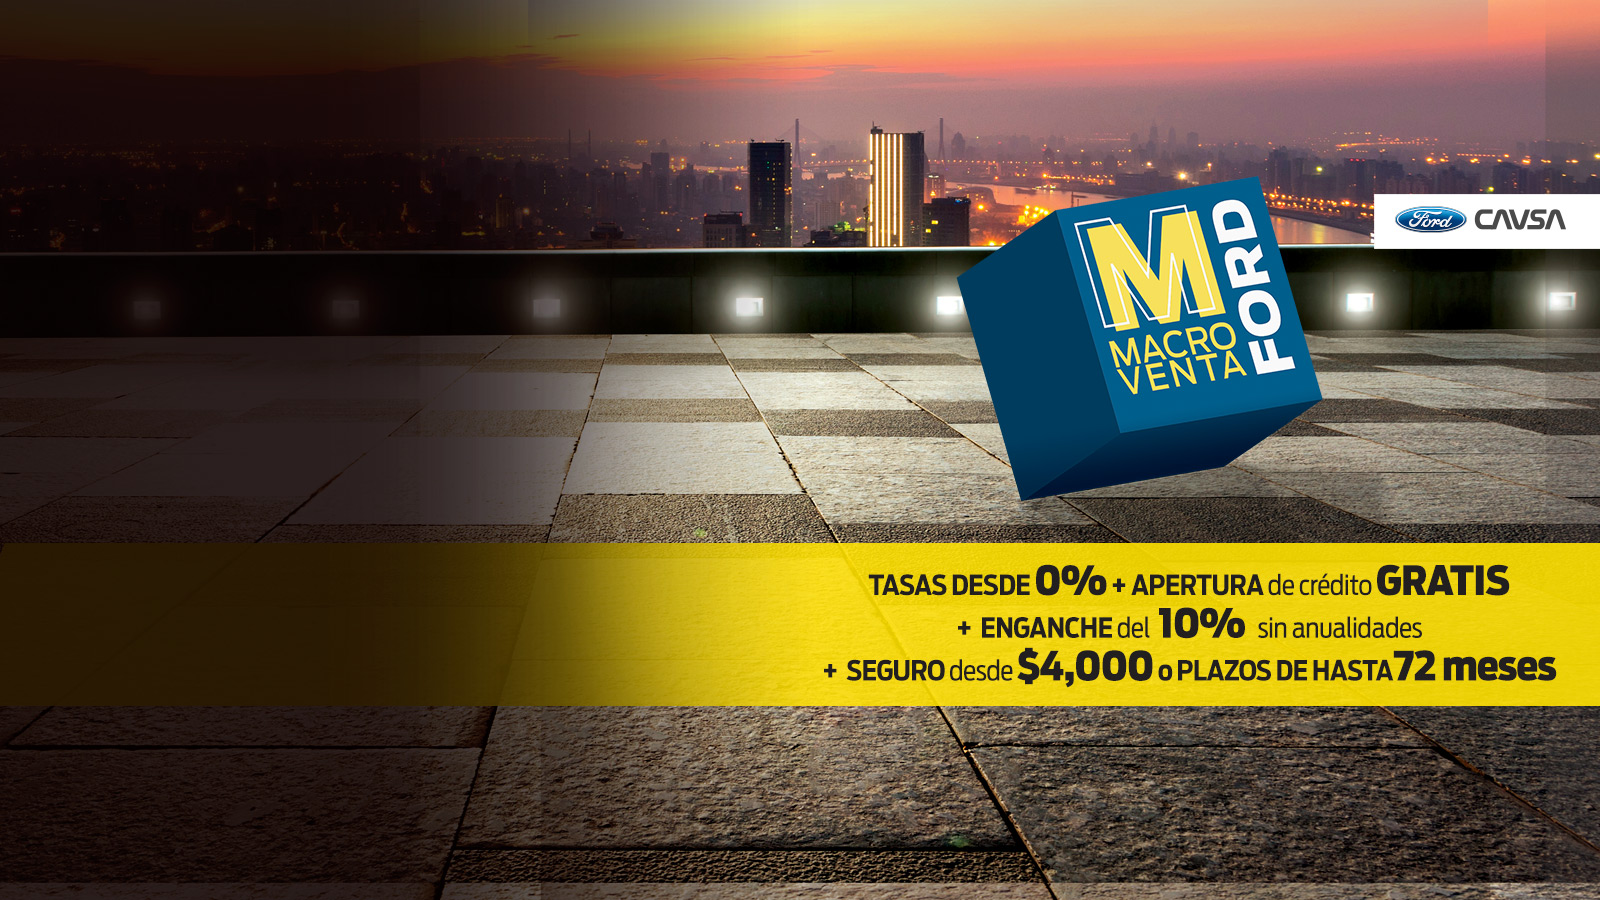 Ford CAVSA
M
MACRO
VENTA
FORD
TASAS DESDE 0% + APERTURA de crédito GRATIS
+ ENGANCHE del 10% sin anualidades
+ SEGURO desde $4,000 o PLAZOS DE HASTA 72 meses